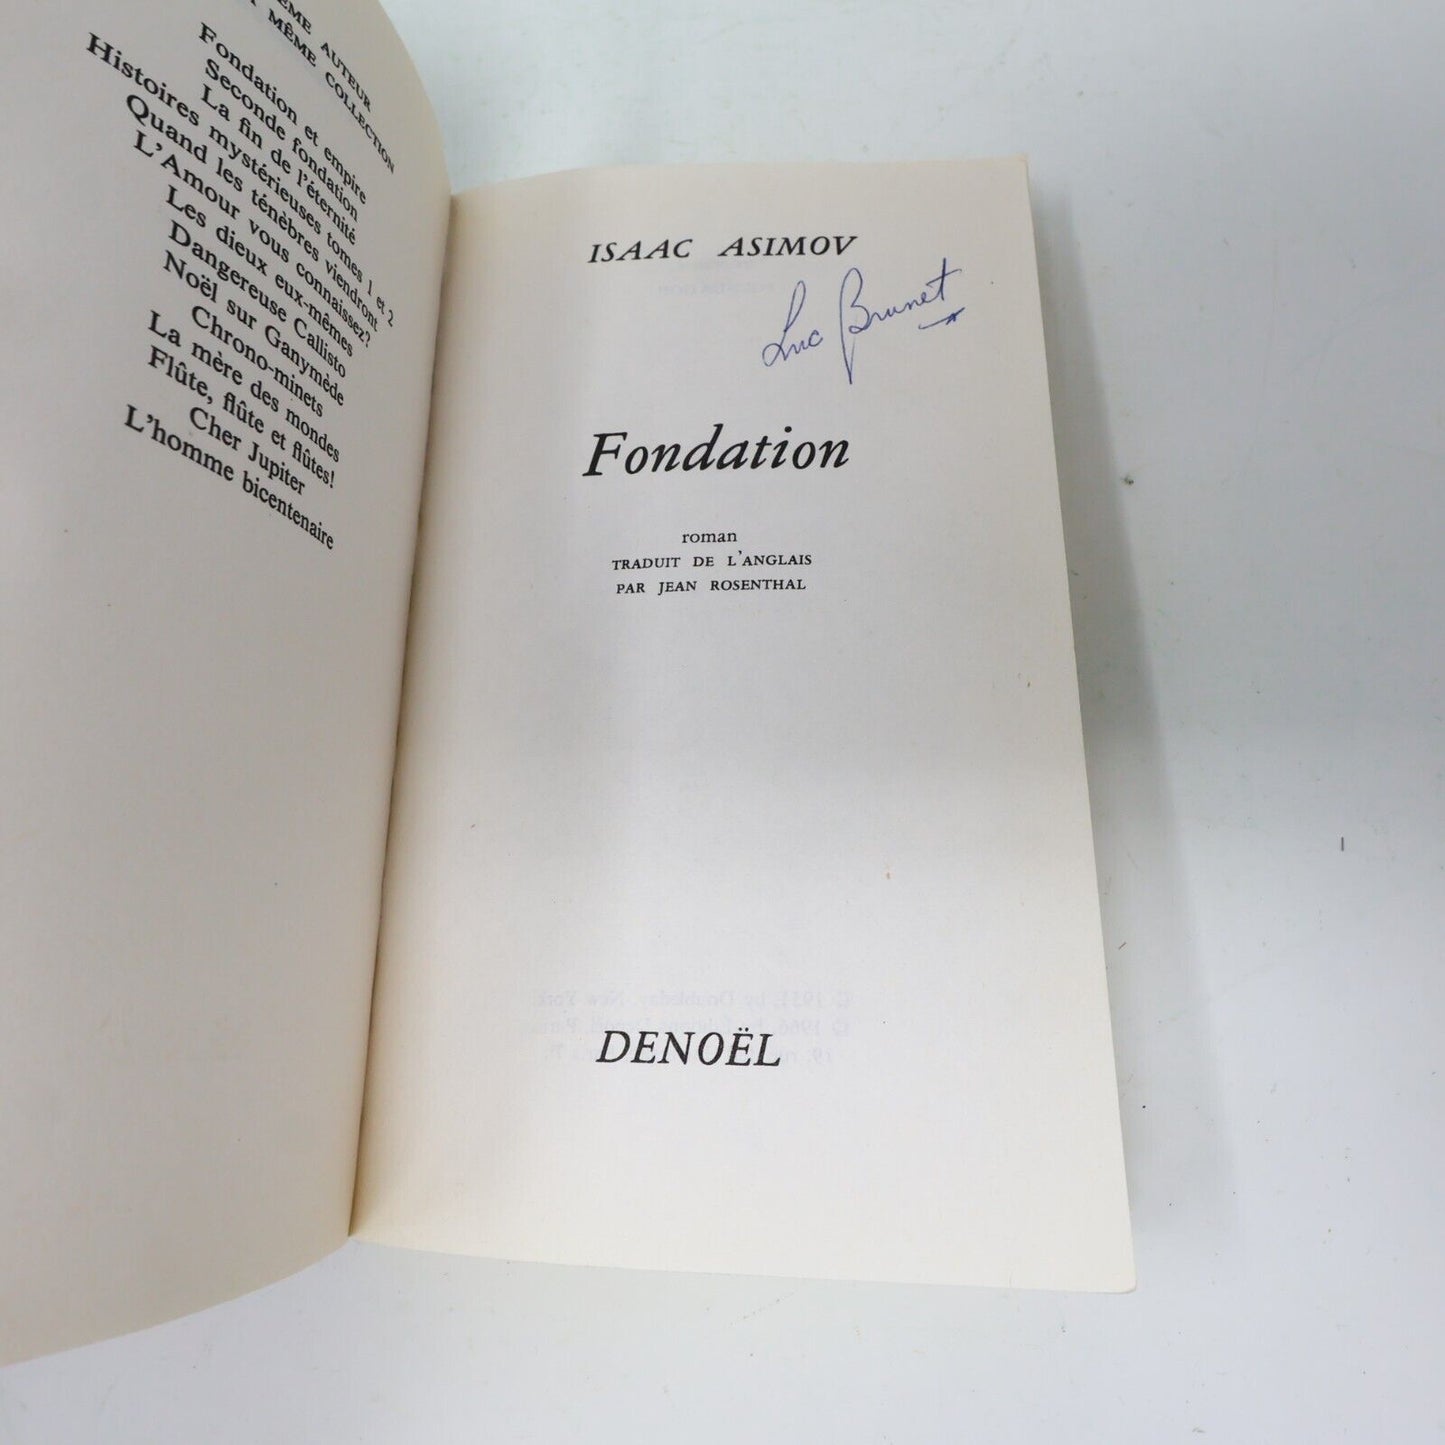 ÊME AUTEUR
MÊME COLLECTION
Fondation et empire
Seconde fondation
La fin de l'éternité
Histoires mystérieuses tomes 1 et 2
Quand les ténèbres viendront
L'Amour vous connaissez?
Les dieux eux-mêmes
Dangereuse Callisto
Noël sur Ganymède
Chrono-minets
La mère des mondes
Flûte, flûte et flûtes!
Cher Jupiter
L'homme bicentenaire
ISAAC ASIMOV
Luc Brunet
Fondation
roman
TRADUIT DE L'ANGLAIS
PAR JEAN ROSENTHAL
DENOËL